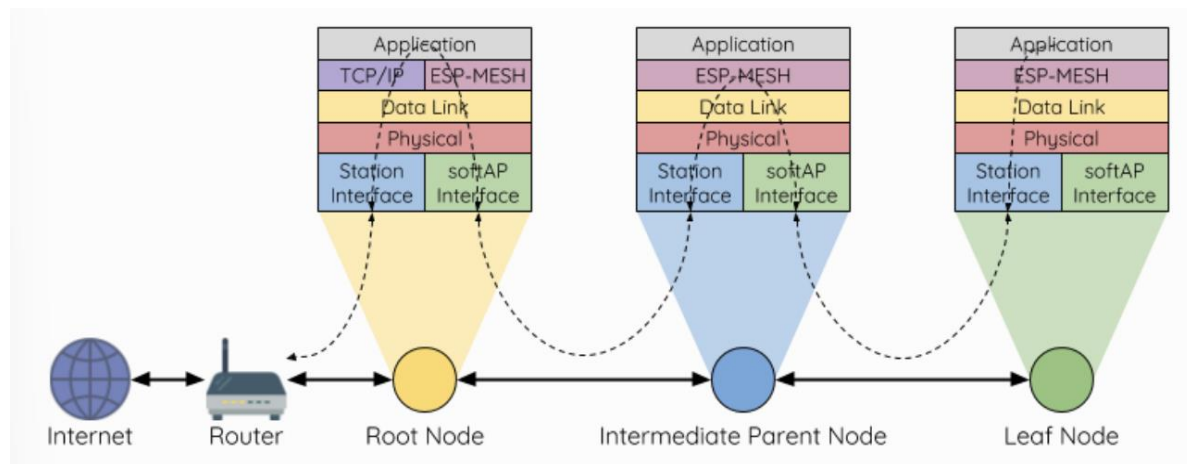 Application
TCP/IP ESP-MESH
Data Link
Physical
Station Interface
softAP Interface
Application
ESP-MESH
Data Link
Physical
Station Interface
softAP Interface
Application
ESP-MESH
Data Link
Physical
Station Interface
softAP Interface
Internet
Router
Root Node
Intermediate Parent Node
Leaf Node